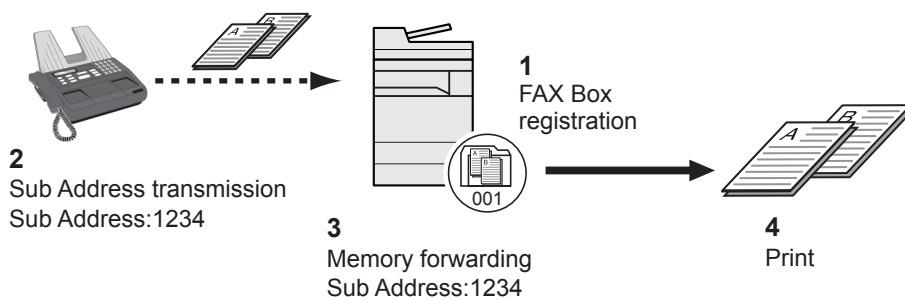 A
B
1
FAX Box
registration
A
B
001
A
B
2
Sub Address transmission
Sub Address:1234
3
Memory forwarding
Sub Address:1234
4
Print